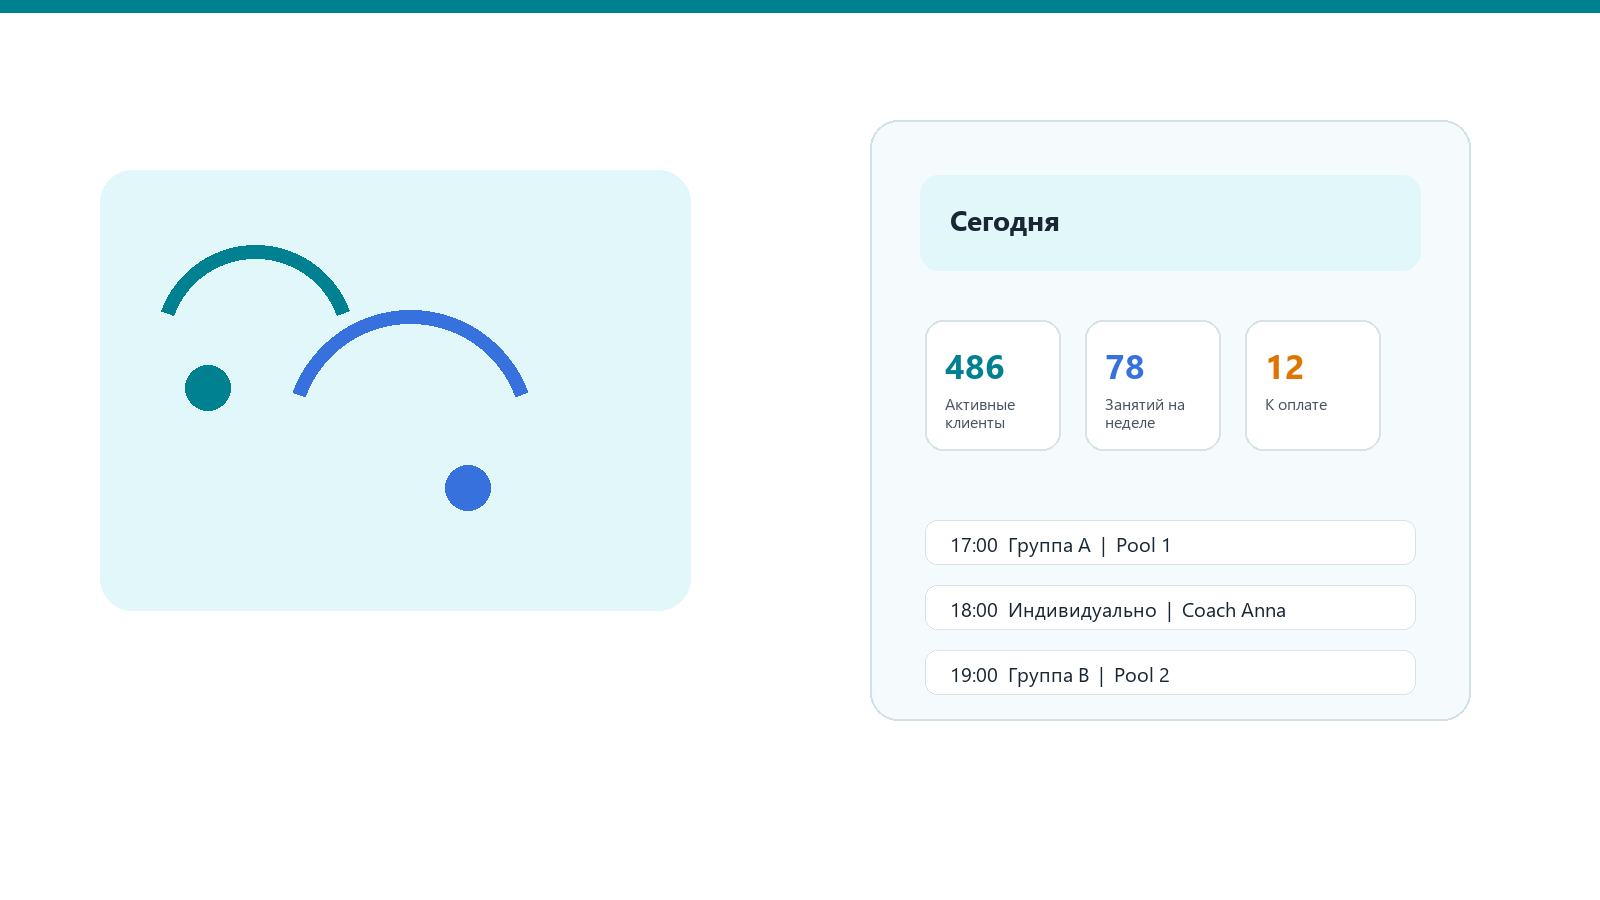 Сегодня
486
Активные
клиенты
78
Занятий на
неделе
12
К оплате
17:00 Группа A | Pool 1
18:00 Индивидуально | Coach Anna
19:00 Группа B | Pool 2